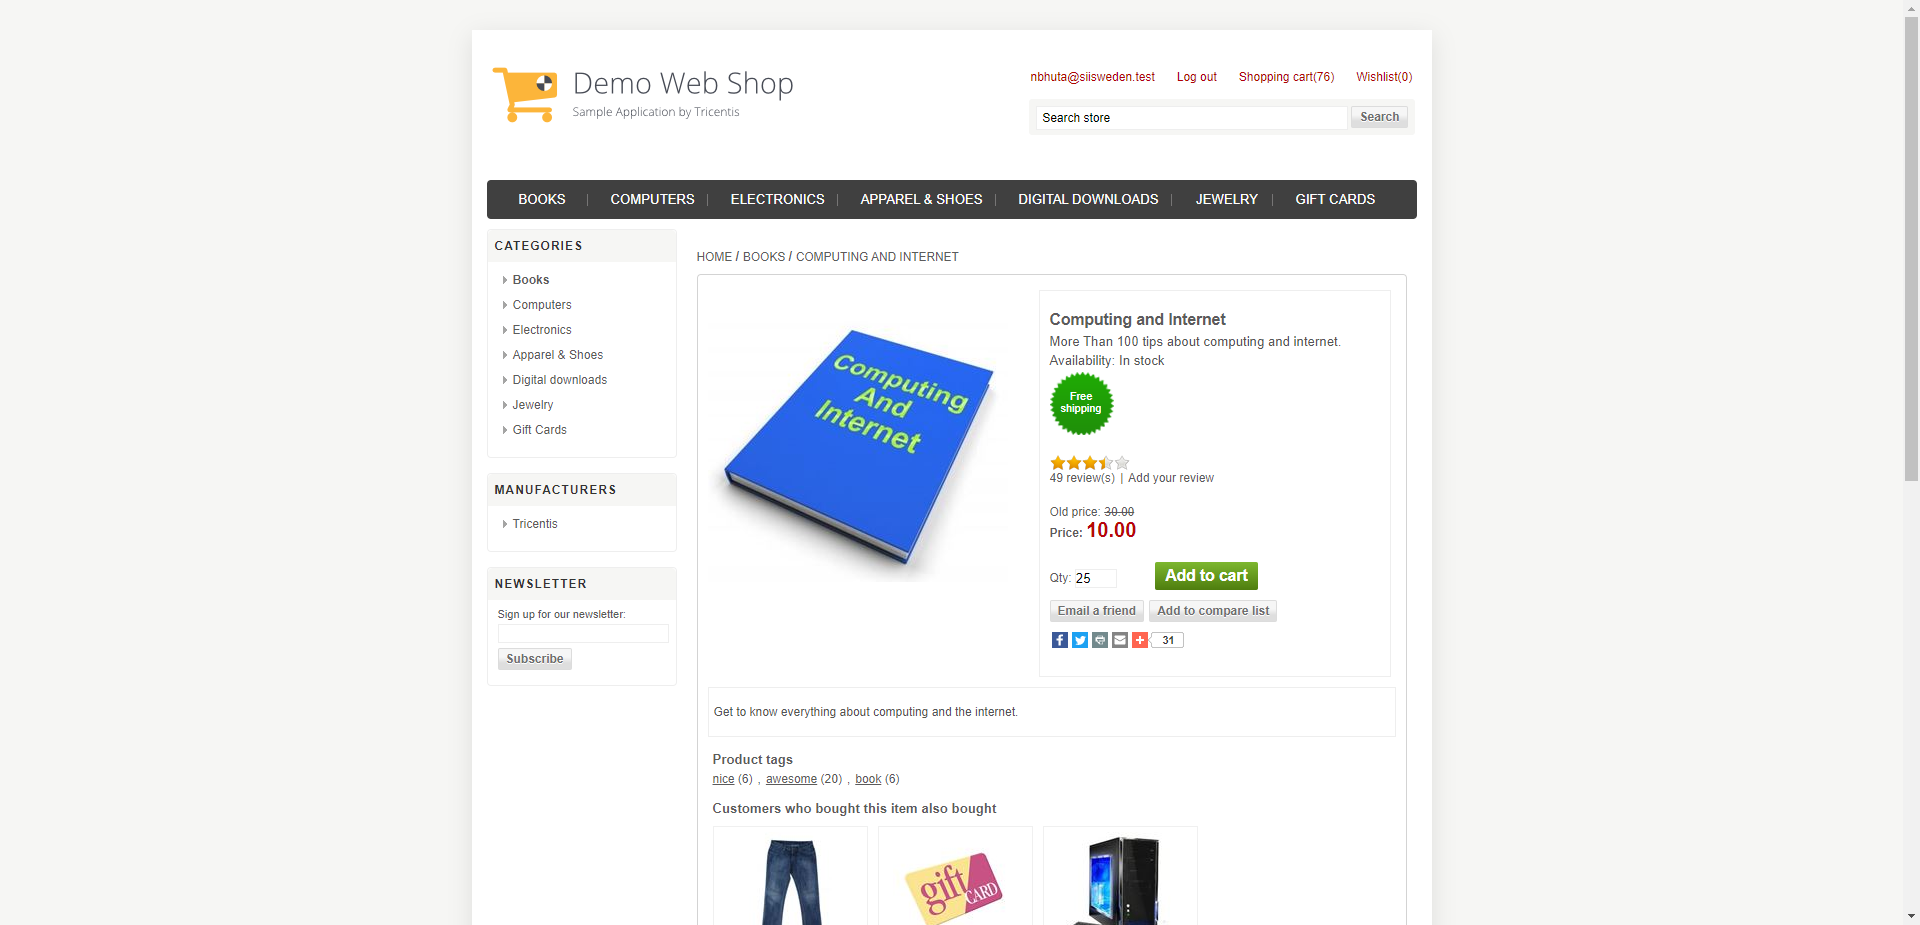 Demo Web Shop
Sample Application by Tricentis
nbhuta@siisweden.test Log out Shopping cart(76) Wishlist(0)
Search store Search
BOOKS COMPUTERS ELECTRONICS APPAREL & SHOES DIGITAL DOWNLOADS JEWELRY GIFT CARDS
CATEGORIES
Books
Computers
Electronics
Apparel & Shoes
Digital downloads
Jewelry
Gift Cards
MANUFACTURERS
Tricentis
NEWSLETTER
Sign up for our newsletter:
Subscribe
HOME / BOOKS / COMPUTING AND INTERNET
Computing
And
Internet
Computing and Internet
More Than 100 tips about computing and internet.
Availability: In stock
Free
shipping
49 review(s) | Add your review
Old price: 30.00
Price: 10.00
Qty: 25 Add to cart
Email a friend Add to compare list
31
Get to know everything about computing and the internet.
Product tags
nice (6) , awesome (20) , book (6)
Customers who bought this item also bought
gift
CARD